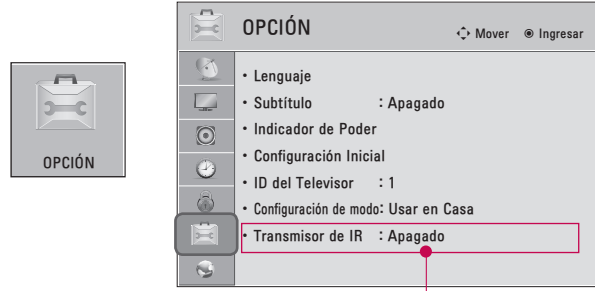 OPCIÓN
OPCIÓN
Mover
Ingresar
• Lenguaje
• Subtítulo : Apagado
• Indicador de Poder
• Configuración Inicial
• ID del Televisor : 1
• Configuración de modo: Usar en Casa
• Transmisor de IR : Apagado